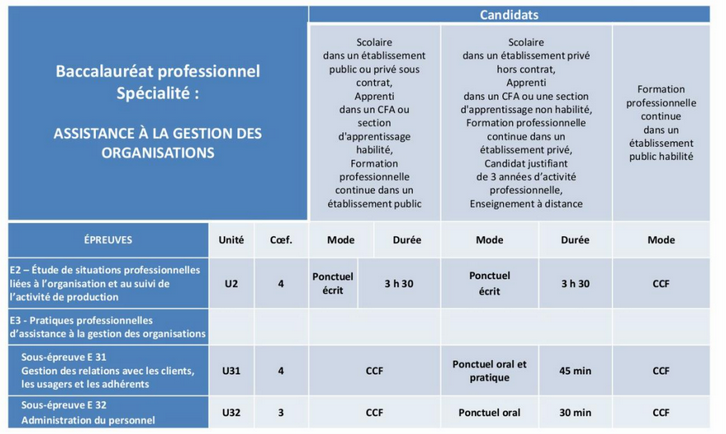 Baccalauréat professionnel
Spécialité :
ASSISTANCE À LA GESTION DES
ORGANISATIONS
Candidats
Scolaire
dans un établissement
public ou privé sous
contrat,
Apprenti
dans un CFA ou
section
d'apprentissage
habilité,
Formation
professionnelle
continue dans un
établissement public
Scolaire
dans un établissement privé
hors contrat,
Apprenti
dans un CFA ou une section
d'apprentissage non habilité,
Formation professionnelle
continue dans un
établissement privé,
Candidat justifiant
de 3 années d'activité
professionnelle,
Enseignement à distance
Formation
professionnelle
continue
dans un
établissement
public habilité
ÉPREUVES
Unité
Cœf.
Mode
Durée
Mode
Durée
Mode
E2 – Étude de situations professionnelles
liées à l'organisation et au suivi de
l'activité de production
U2
4
Ponctuel
écrit
3 h 30
Ponctuel
écrit
3 h 30
CCF
E3 - Pratiques professionnelles
d'assistance à la gestion des organisations
Sous-épreuve E 31
Gestion des relations avec les clients,
les usagers et les adhérents
U31
4
CCF
Ponctuel oral et
pratique
45 min
CCF
Sous-épreuve E 32
Administration du personnel
U32
3
CCF
Ponctuel oral
30 min
CCF